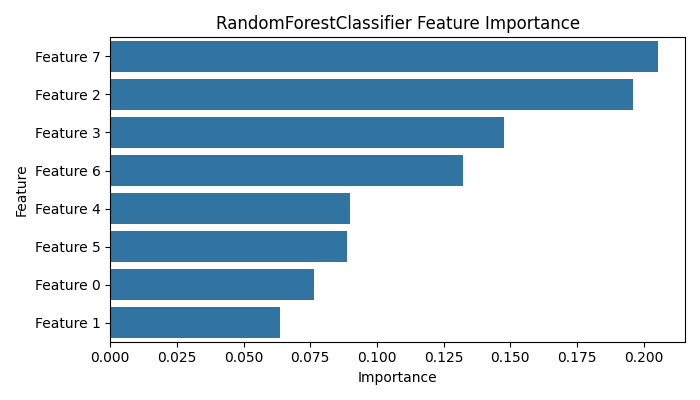 RandomForestClassifier Feature Importance
Feature 7
Feature 2
Feature 3
Feature 6
Feature 4
Feature 5
Feature 0
Feature 1
Feature
0.000 0.025 0.050 0.075 0.100 0.125 0.150 0.175 0.200
Importance